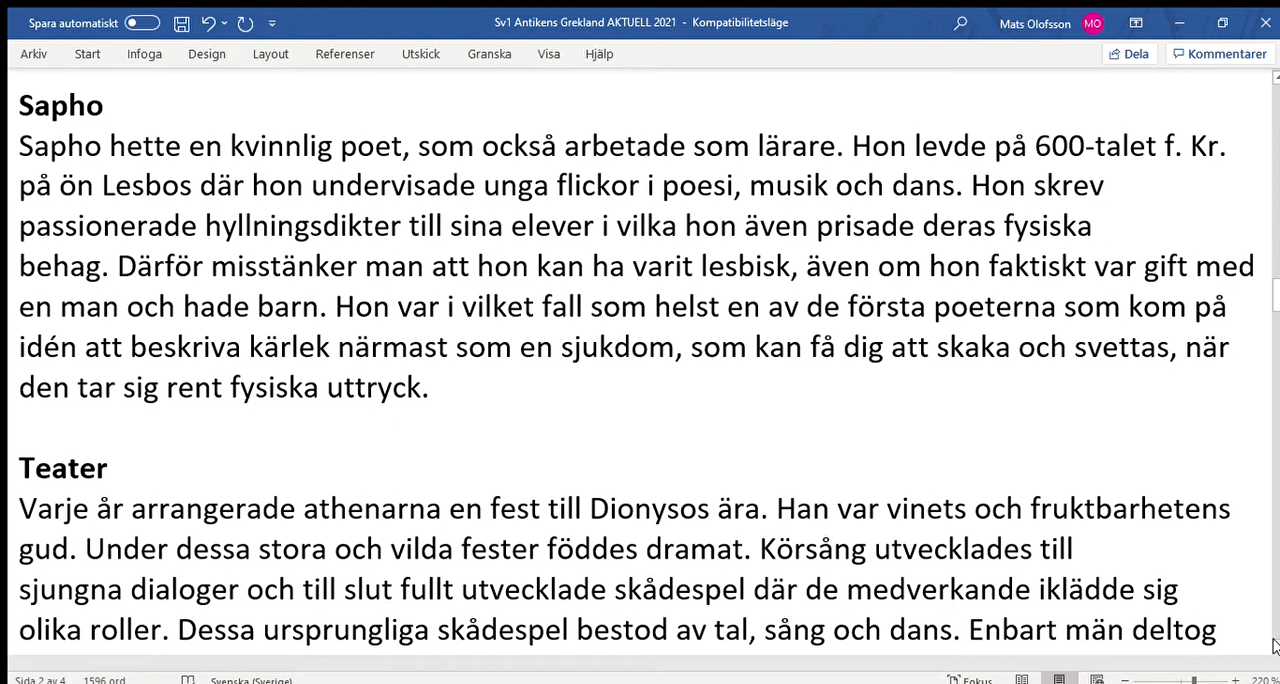 Spara automatiskt
Sv1 Antikens Grekland AKTUELL 2021 - Kompatibilitetsläge
Mats Olofsson MO
Arkiv Start Infoga Design Layout Referenser Utskick Granska Visa Hjälp Dela Kommentarer
Sapho
Sapho hette en kvinnlig poet, som också arbetade som lärare. Hon levde på 600-talet f. Kr.
på ön Lesbos där hon undervisade unga flickor i poesi, musik och dans. Hon skrev
passionerade hyllningsdikter till sina elever i vilka hon även prisade deras fysiska
behag. Därför misstänker man att hon kan ha varit lesbisk, även om hon faktiskt var gift med
en man och hade barn. Hon var i vilket fall som helst en av de första poeterna som kom på
idén att beskriva kärlek närmast som en sjukdom, som kan få dig att skaka och svettas, när
den tar sig rent fysiska uttryck.
Teater
Varje år arrangerade athenarna en fest till Dionysos ära. Han var vinets och fruktbarhetens
gud. Under dessa stora och vilda fester föddes dramat. Körsång utvecklades till
sjungna dialoger och till slut fullt utvecklade skådespel där de medverkande iklädde sig
olika roller. Dessa ursprungliga skådespel bestod av tal, sång och dans. Enbart män deltog
Sida 2 av 4 1596 ord Svenska (Sverige) Fokus 220 %